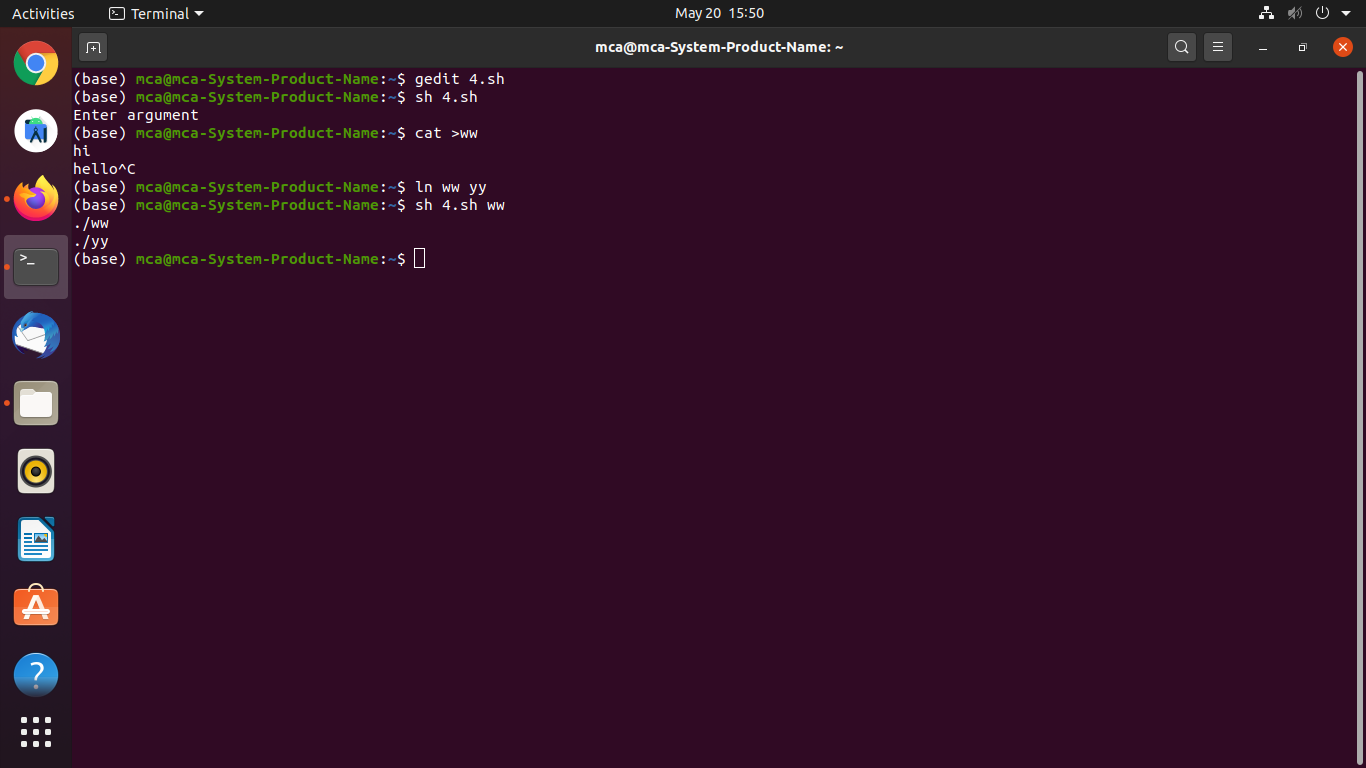 Activities
Terminal
May 20 15:50
mca@mca-System-Product-Name: ~
(base) mca@mca-System-Product-Name:~$ gedit 4.sh
(base) mca@mca-System-Product-Name:~$ sh 4.sh
Enter argument
(base) mca@mca-System-Product-Name:~$ cat >ww
hi
hello^C
(base) mca@mca-System-Product-Name:~$ ln ww yy
(base) mca@mca-System-Product-Name:~$ sh 4.sh ww
./ww
./yy
(base) mca@mca-System-Product-Name:~$